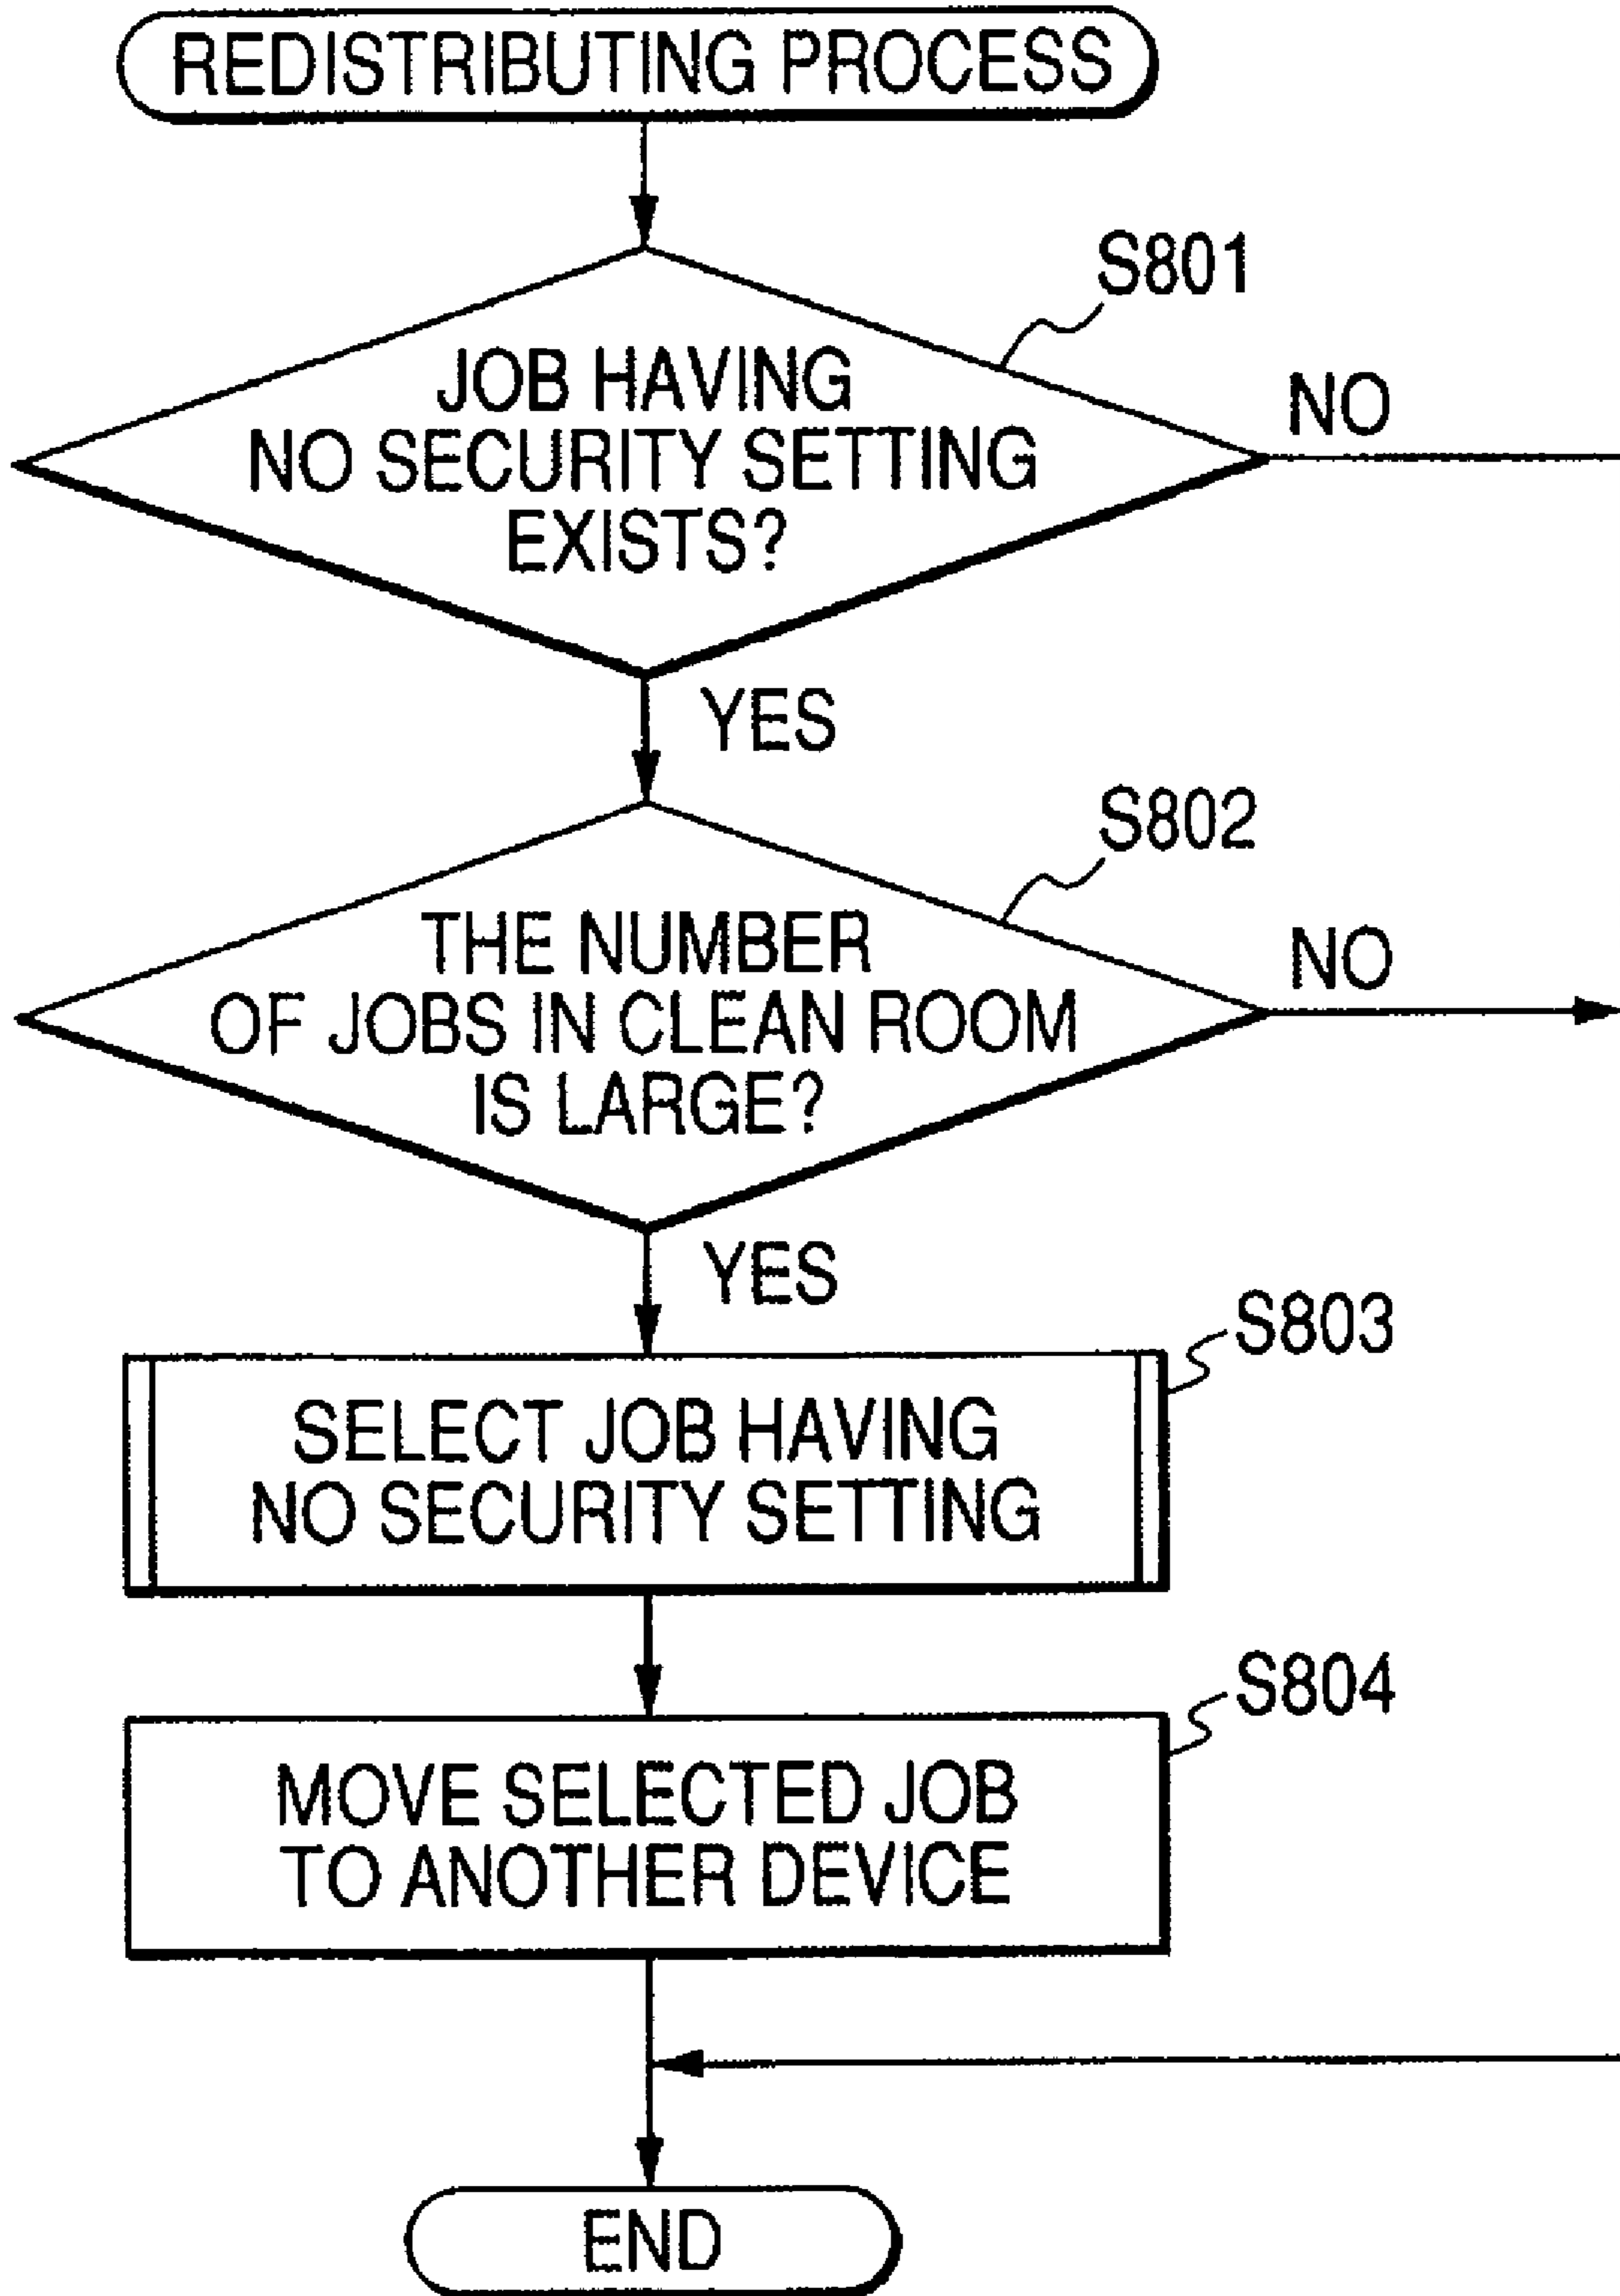 REDISTRIBUTING PROCESS
S801
JOB HAVING
NO SECURITY SETTING
EXISTS?
NO
YES
S802
THE NUMBER
OF JOBS IN CLEAN ROOM
IS LARGE?
NO
YES
S803
SELECT JOB HAVING
NO SECURITY SETTING
S804
MOVE SELECTED JOB
TO ANOTHER DEVICE
END